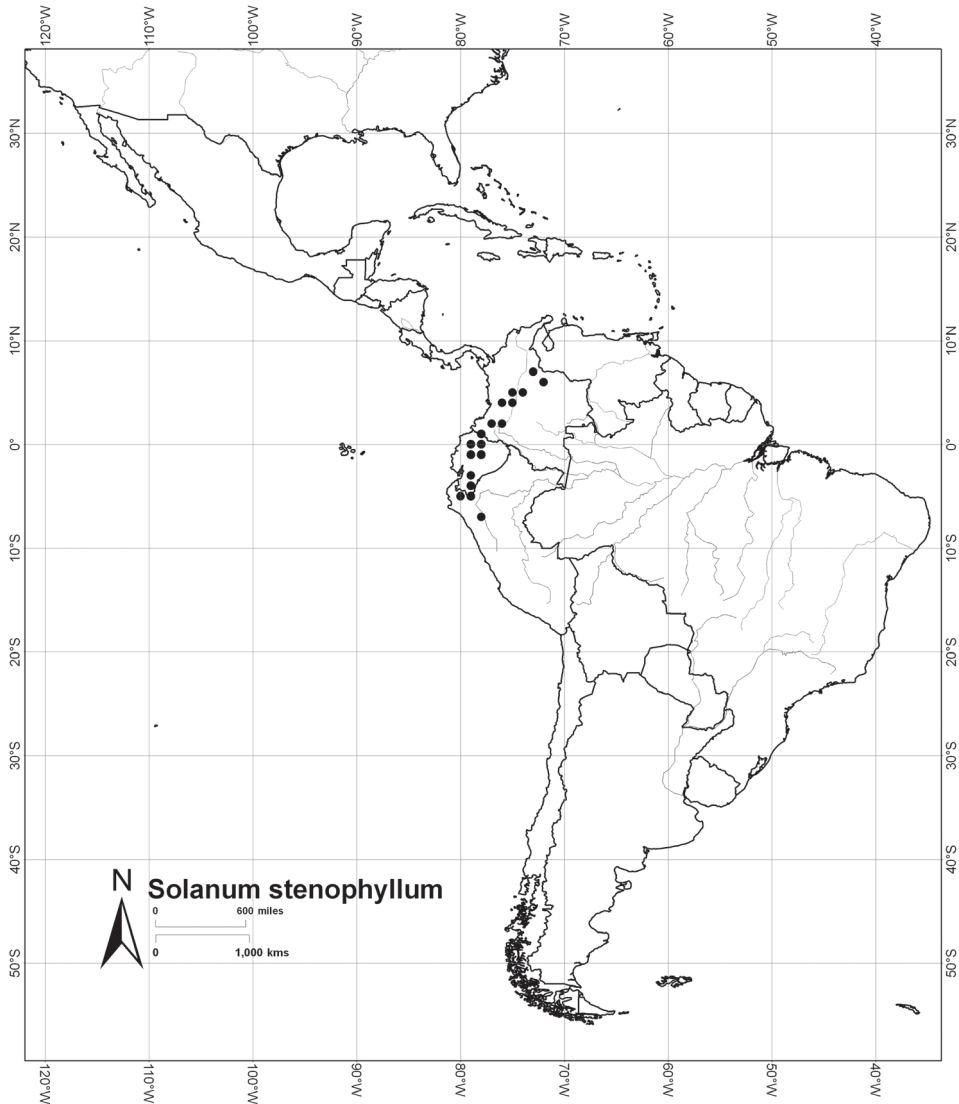 120°W 110°W 100°W 90°W 80°W 70°W 60°W 50°W 40°W
30°N 30°N
20°N 20°N
10°N 10°N
0° 0°
10°S 10°S
20°S 20°S
30°S 30°S
40°S 40°S
N
Solanum stenophyllum
0 600 miles
0 1,000 kms
50°S 50°S
120°W 110°W 100°W 90°W 80°W 70°W 60°W 50°W 40°W